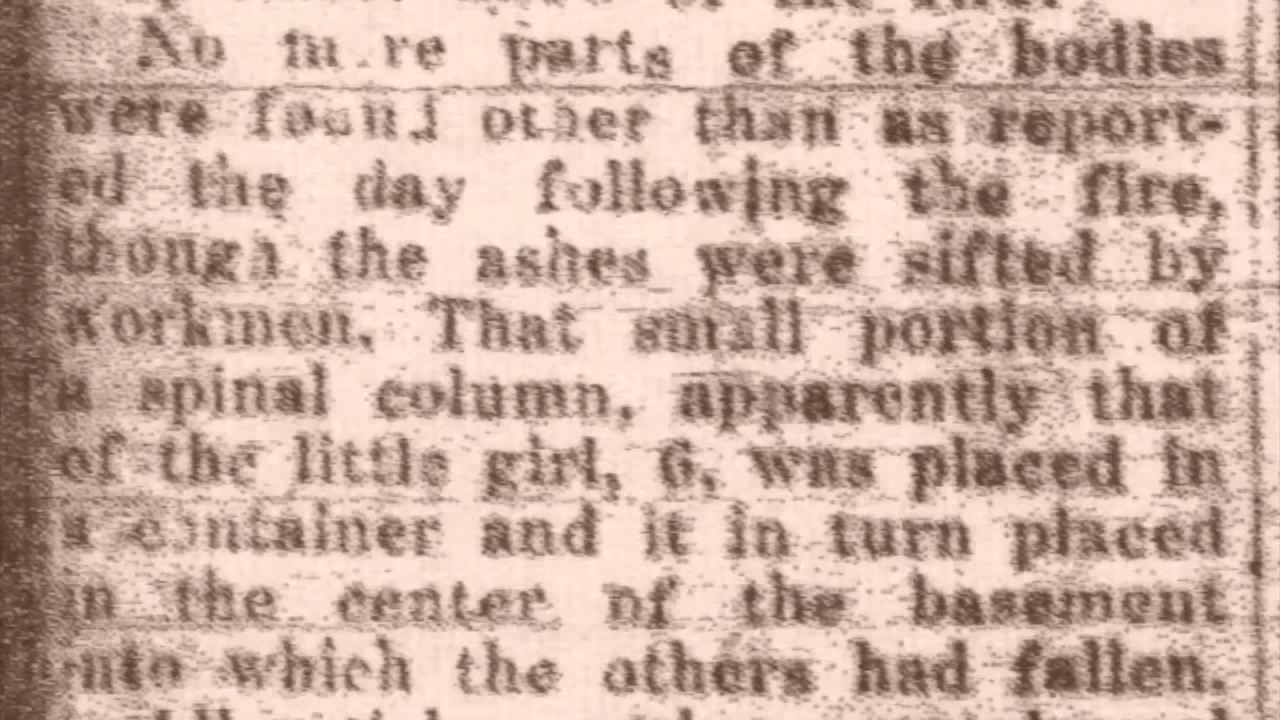 No more parts of the bodies
were found other than as report-
ed the day following the fire,
though the ashes were sifted by
workmen. That small portion of
a spinal column, apparently that
of the little girl, 6, was placed in
a container and it in turn placed
in the center of the basement
into which the others had fallen.